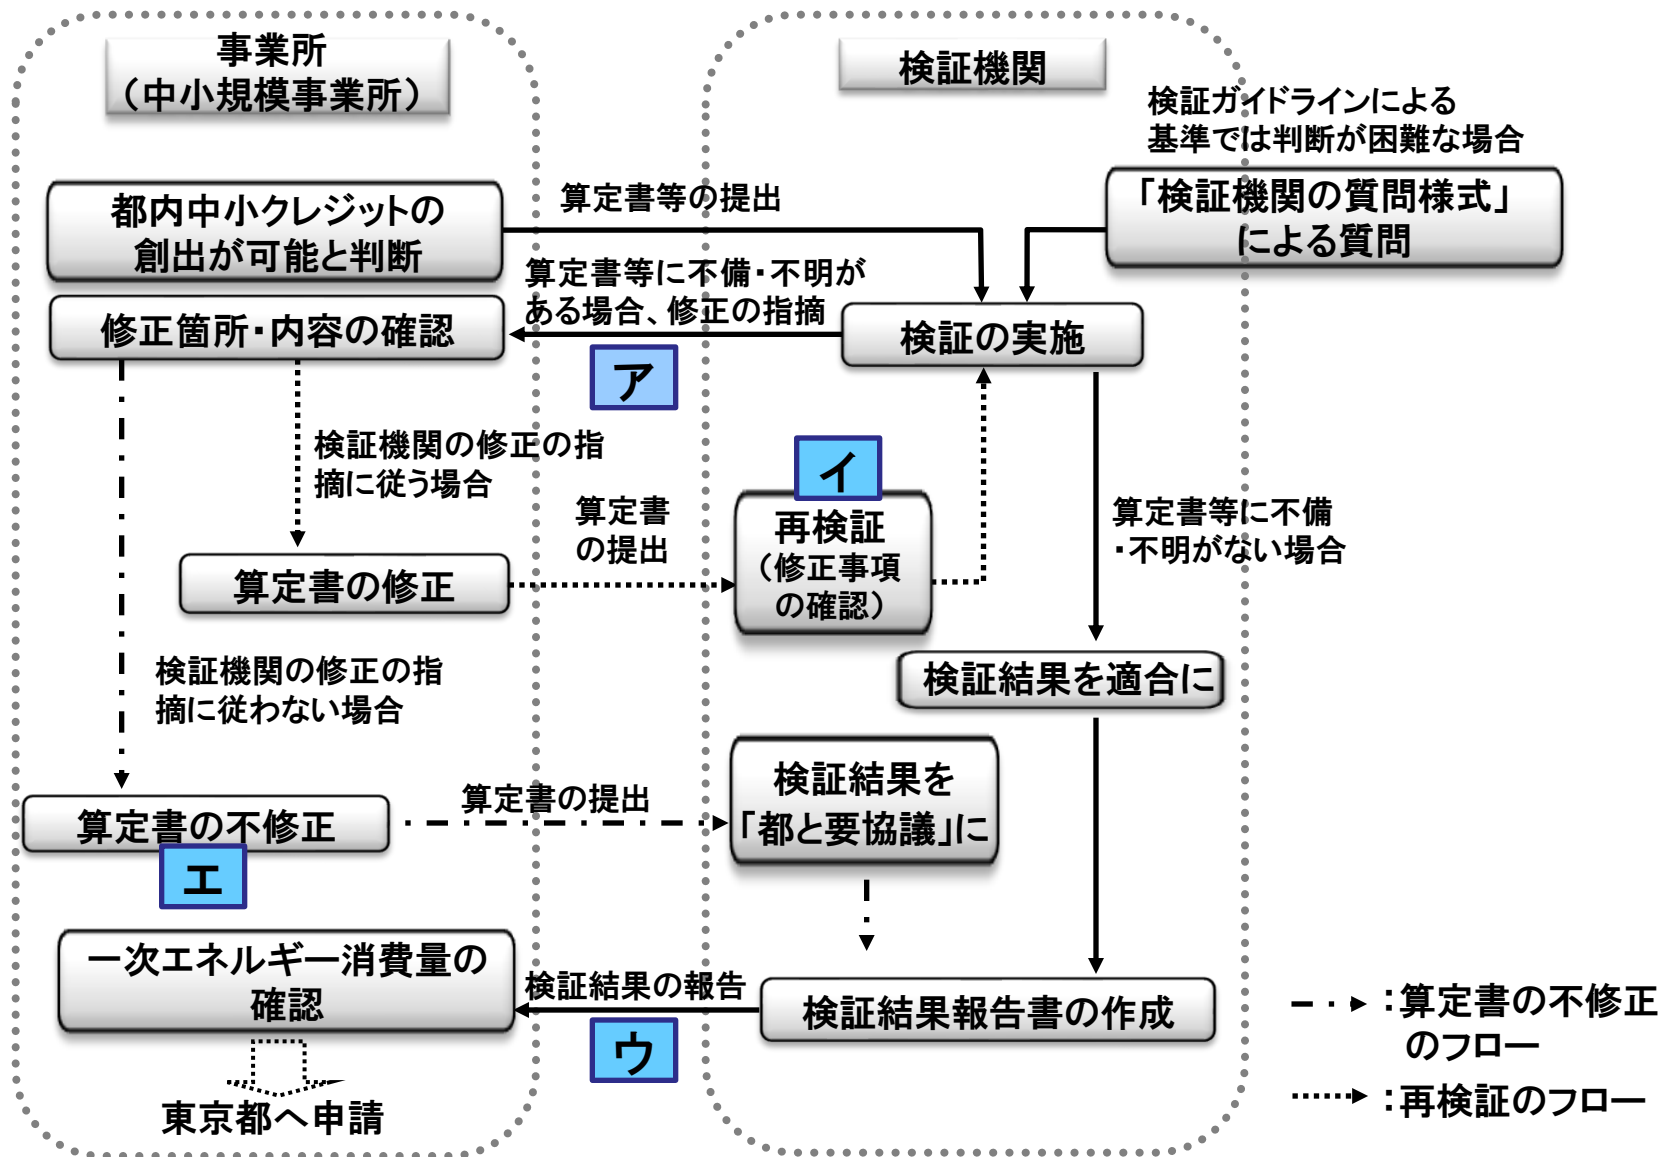 事業所
（中小規模事業所）
検証機関
検証ガイドラインによる
基準では判断が困難な場合
都内中小クレジットの
創出が可能と判断
算定書等の提出
「検証機関の質問様式」
による質問
算定書等に不備・不明が
ある場合、修正の指摘
修正箇所・内容の確認
検証の実施
ア
検証機関の修正の指
摘に従う場合
イ
算定書
の提出
再検証
（修正事項
の確認）
算定書等に不備
・不明がない場合
算定書の修正
検証機関の修正の指
摘に従わない場合
検証結果を適合に
検証結果を
「都と要協議」に
算定書の提出
算定書の不修正
エ
一次エネルギー消費量の
確認
検証結果の報告
検証結果報告書の作成
ウ
東京都へ申請
：算定書の不修正
のフロー
：再検証のフロー